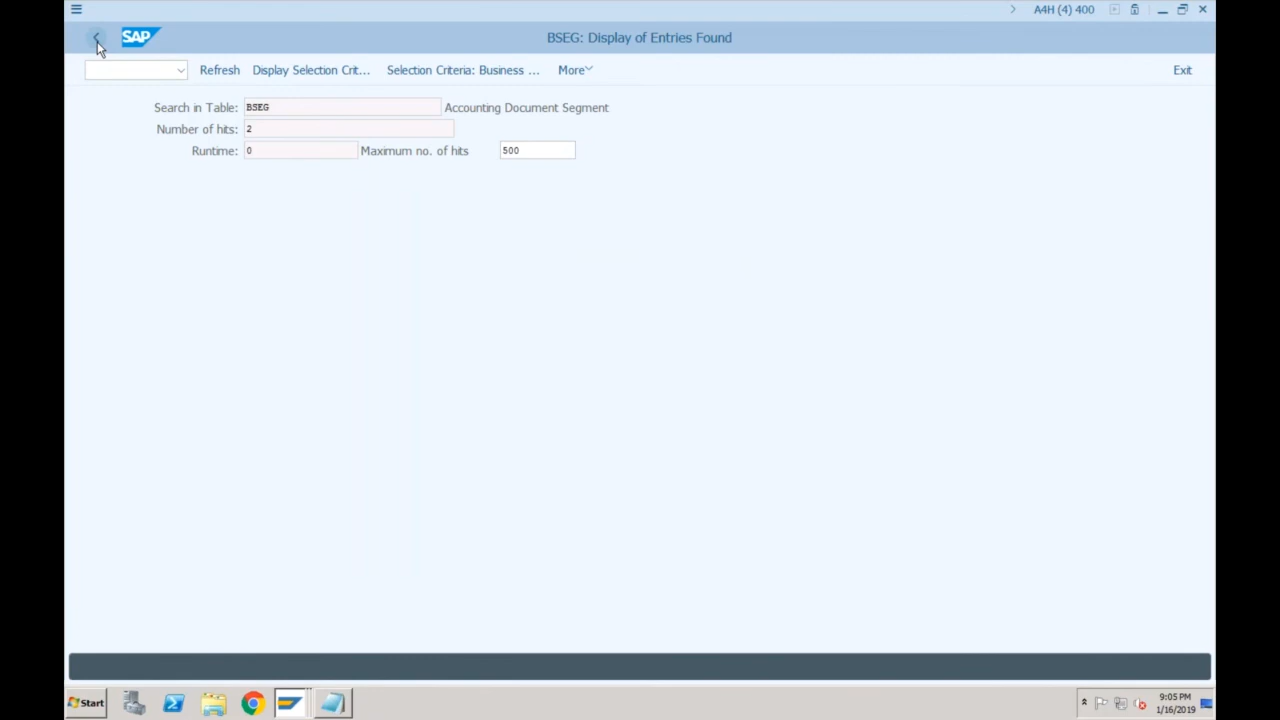 A4H (4) 400
SAP
BSEG: Display of Entries Found
Refresh Display Selection Crit... Selection Criteria: Business ... More Exit
Search in Table: BSEG Accounting Document Segment
Number of hits: 2
Runtime: 0 Maximum no. of hits 500
Start
9:05 PM
1/16/2019